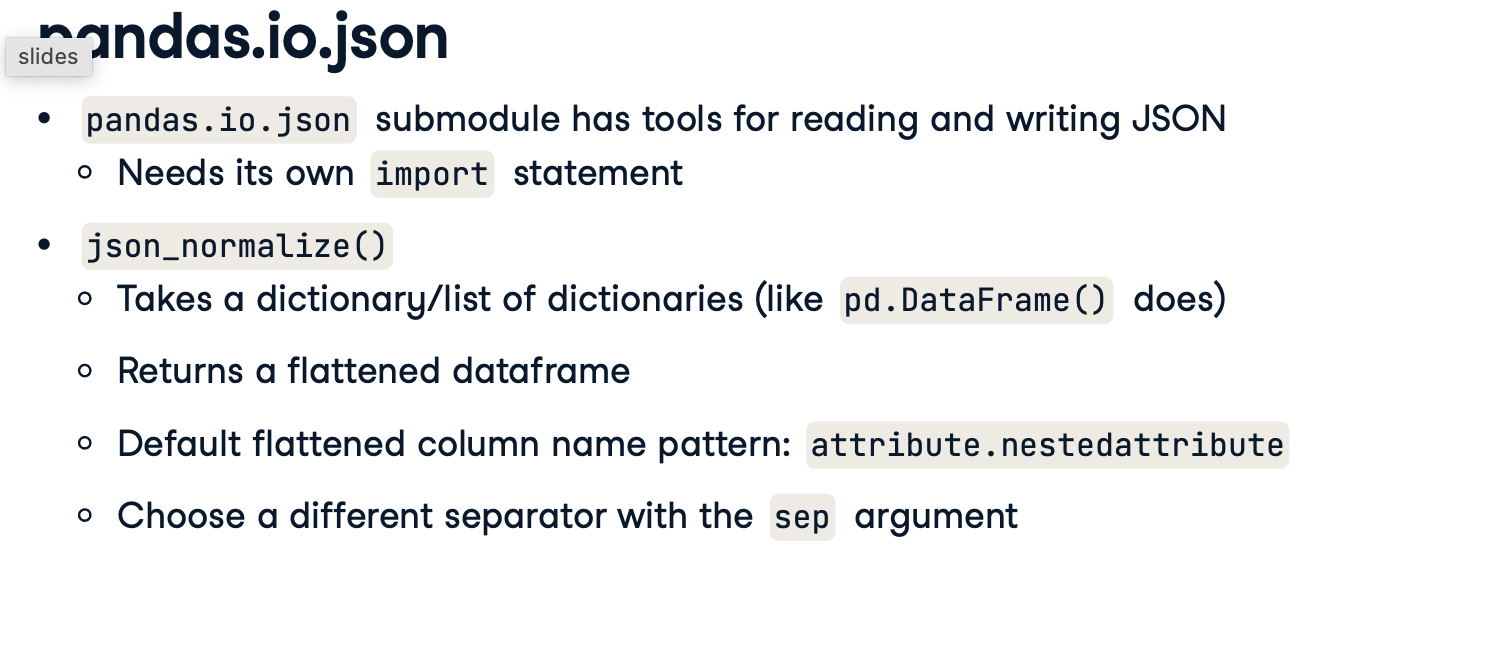 pandas.io.json
slides
• pandas.io.json submodule has tools for reading and writing JSON
○ Needs its own import statement
• json_normalize()
○ Takes a dictionary/list of dictionaries (like pd.DataFrame() does)
○ Returns a flattened dataframe
○ Default flattened column name pattern: attribute.nestedattribute
○ Choose a different separator with the sep argument